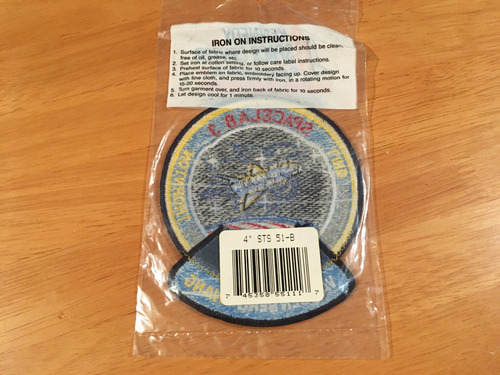 IRON ON INSTRUCTIONS
1. Surface of fabric where design will be placed should be clean,
free of oil, grease, etc.
2. Set iron at cotton setting, or follow care label instructions.
3. Preheat surface of fabric for 10 seconds.
4. Place emblem on fabric, embroidery facing up. Cover design
with fine cloth, and press firmly with iron, in a rotating motion for
15-20 seconds.
5. Turn garment over, and iron back of fabric for 10 seconds.
6. Let design cool for 1 minute.
SPACELAB 3
4" STS 51-B
7 45258 55111 7